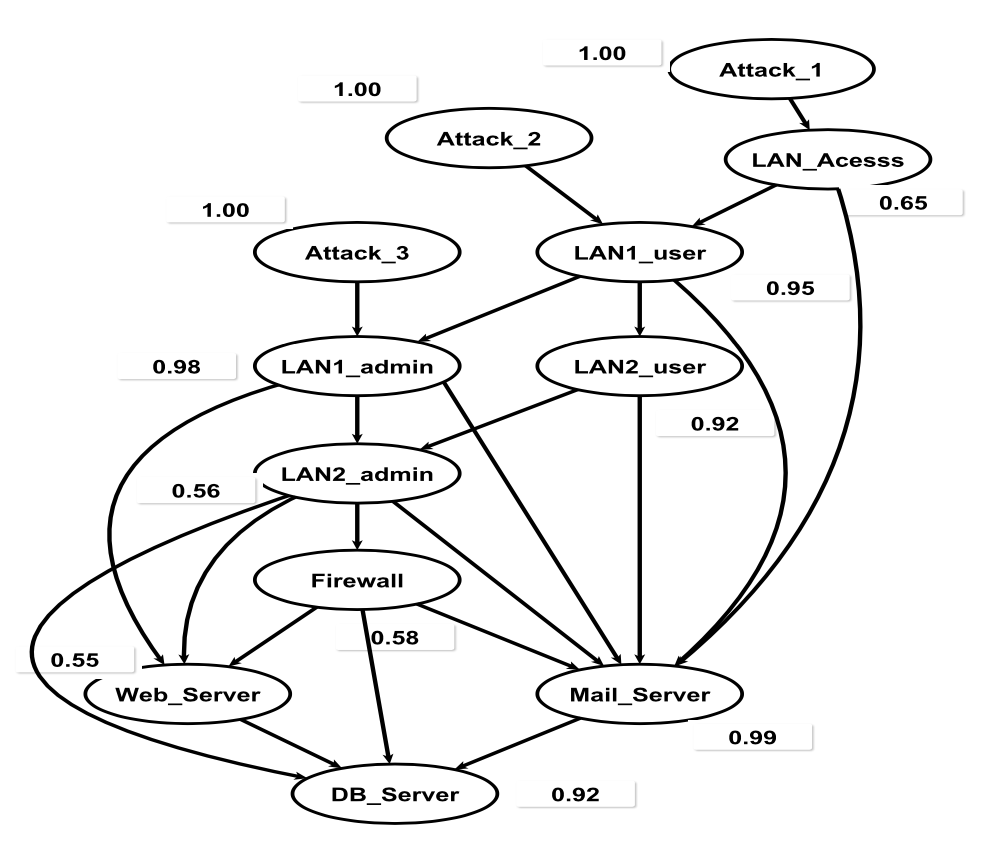 1.00
Attack_1
1.00
Attack_2
LAN_Acesss
0.65
1.00
Attack_3
LAN1_user
0.95
0.98
LAN1_admin
LAN2_user
0.92
LAN2_admin
0.56
Firewall
0.58
0.55
Web_Server
Mail_Server
0.99
DB_Server
0.92